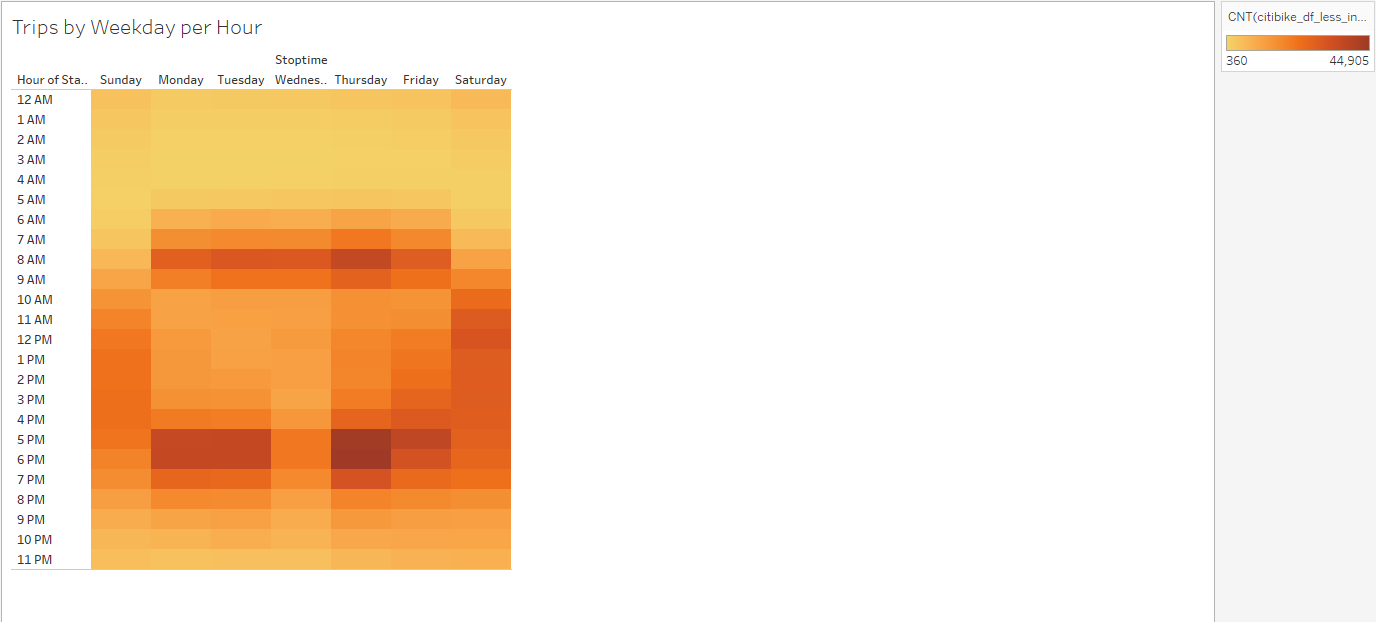 Trips by Weekday per Hour
Stoptime
Hour of Sta.. Sunday Monday Tuesday Wednes.. Thursday Friday Saturday
12 AM
1 AM
2 AM
3 AM
4 AM
5 AM
6 AM
7 AM
8 AM
9 AM
10 AM
11 AM
12 PM
1 PM
2 PM
3 PM
4 PM
5 PM
6 PM
7 PM
8 PM
9 PM
10 PM
11 PM
CNT(citibike_df_less_in...
360 44,905